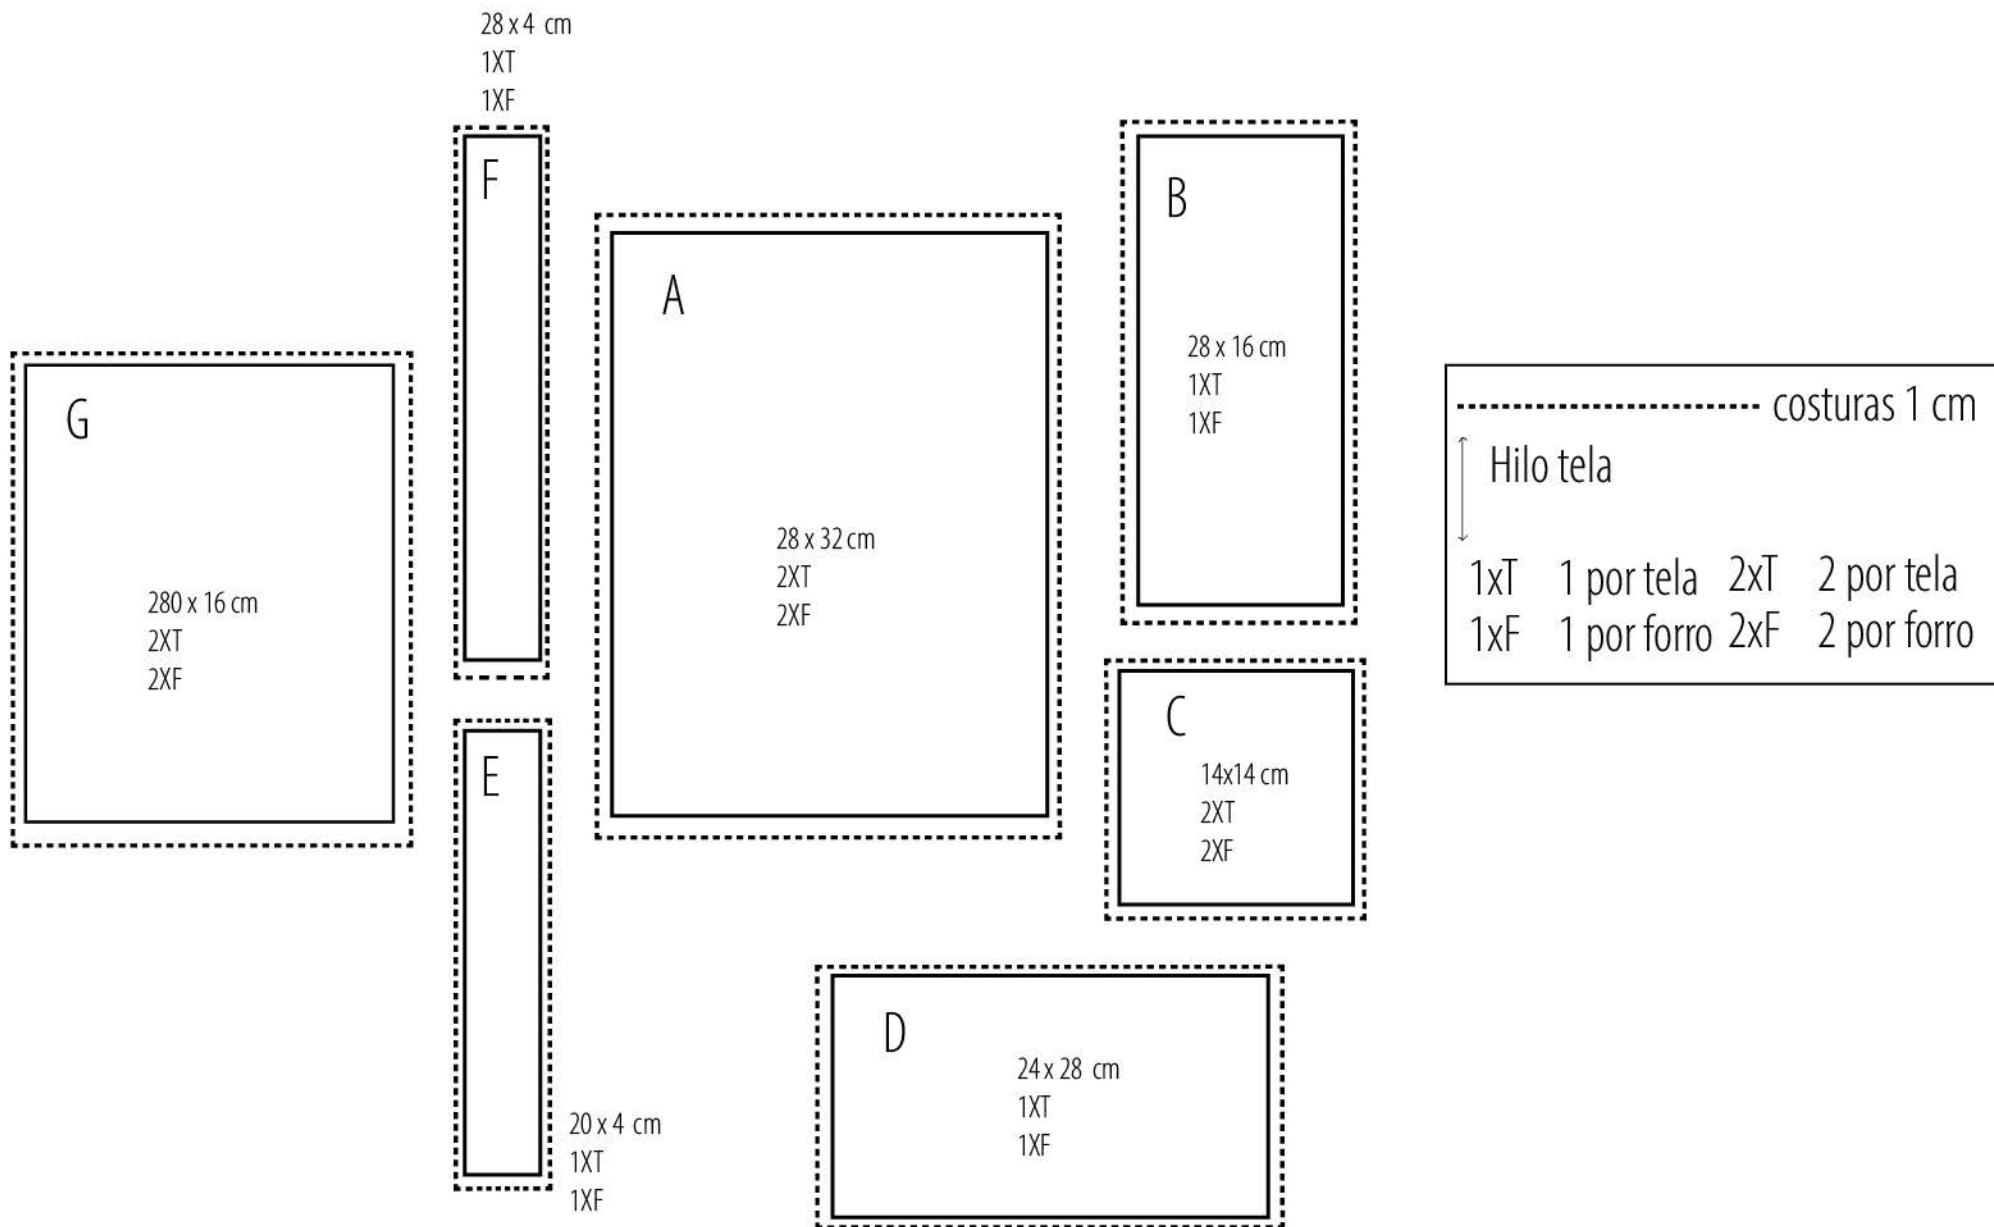 28 x 4 cm
1XT
1XF
F
A
28 x 32 cm
2XT
2XF
B
28 x 16 cm
1XT
1XF
G
280 x 16 cm
2XT
2XF
E
20 x 4 cm
1XT
1XF
C
14x14 cm
2XT
2XF
D
24 x 28 cm
1XT
1XF
costuras 1 cm
Hilo tela
1xT 1 por tela 2xT 2 por tela
1xF 1 por forro 2xF 2 por forro